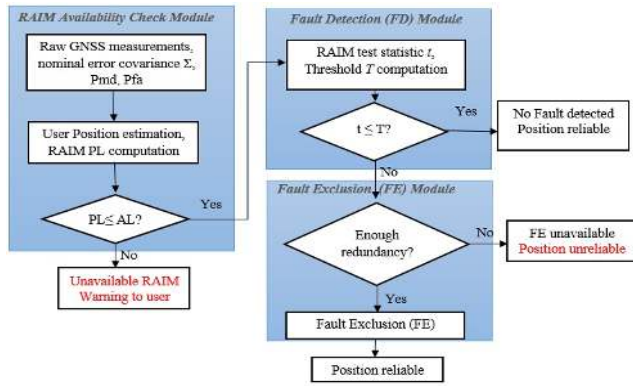 RAIM Availability Check Module
Raw GNSS measurements,
nominal error covariance Σ,
Pmd, Pfa
User Position estimation,
RAIM PL computation
PL≤ AL?
Yes
No
Unavailable RAIM
Warning to user
Fault Detection (FD) Module
RAIM test statistic t,
Threshold T computation
t ≤ T?
Yes
No Fault detected
Position reliable
No
Fault Exclusion (FE) Module
Enough
redundancy?
No
FE unavailable
Position unreliable
Yes
Fault Exclusion (FE)
Position reliable